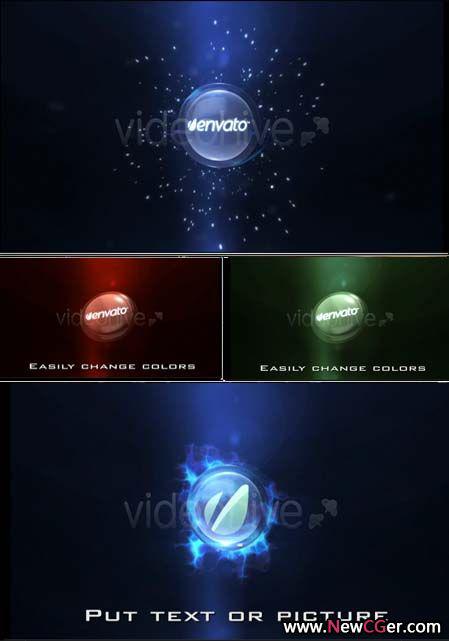 envato
videohive
envato
videohive
EASILY CHANGE COLORS
envato
videohive
EASILY CHANGE COLORS
videohive
PUT TEXT OR PICTURE
www.NewCGer.com